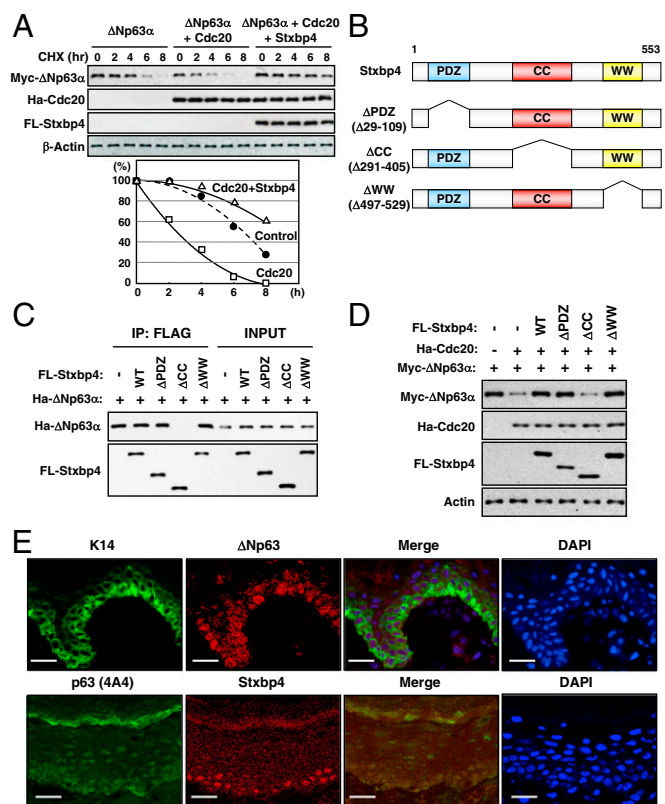 A
ΔNp63α
ΔNp63α + Cdc20
ΔNp63α + Cdc20 + Stxbp4
CHX (hr) 0 2 4 6 8 0 2 4 6 8 0 2 4 6 8
Myc-ΔNp63α
Ha-Cdc20
FL-Stxbp4
β-Actin
(%)
100
80
60
40
20
0
Cdc20+Stxbp4
Control
Cdc20
0 2 4 6 8 (h)
B
1 553
Stxbp4 PDZ CC WW
ΔPDZ
(Δ29-109) CC WW
ΔCC
(Δ291-405) PDZ WW
ΔWW
(Δ497-529) PDZ CC
C
IP: FLAG INPUT
FL-Stxbp4: - WT ΔPDZ ΔCC ΔWW - WT ΔPDZ ΔCC ΔWW
Ha-ΔNp63α: + + + + + + + + + +
Ha-ΔNp63α
FL-Stxbp4
D
FL-Stxbp4: - - WT ΔPDZ ΔCC ΔWW
Ha-Cdc20: - + + + + +
Myc-ΔNp63α: + + + + + +
Myc-ΔNp63α
Ha-Cdc20
FL-Stxbp4
Actin
E
K14 ΔNp63 Merge DAPI
p63 (4A4) Stxbp4 Merge DAPI